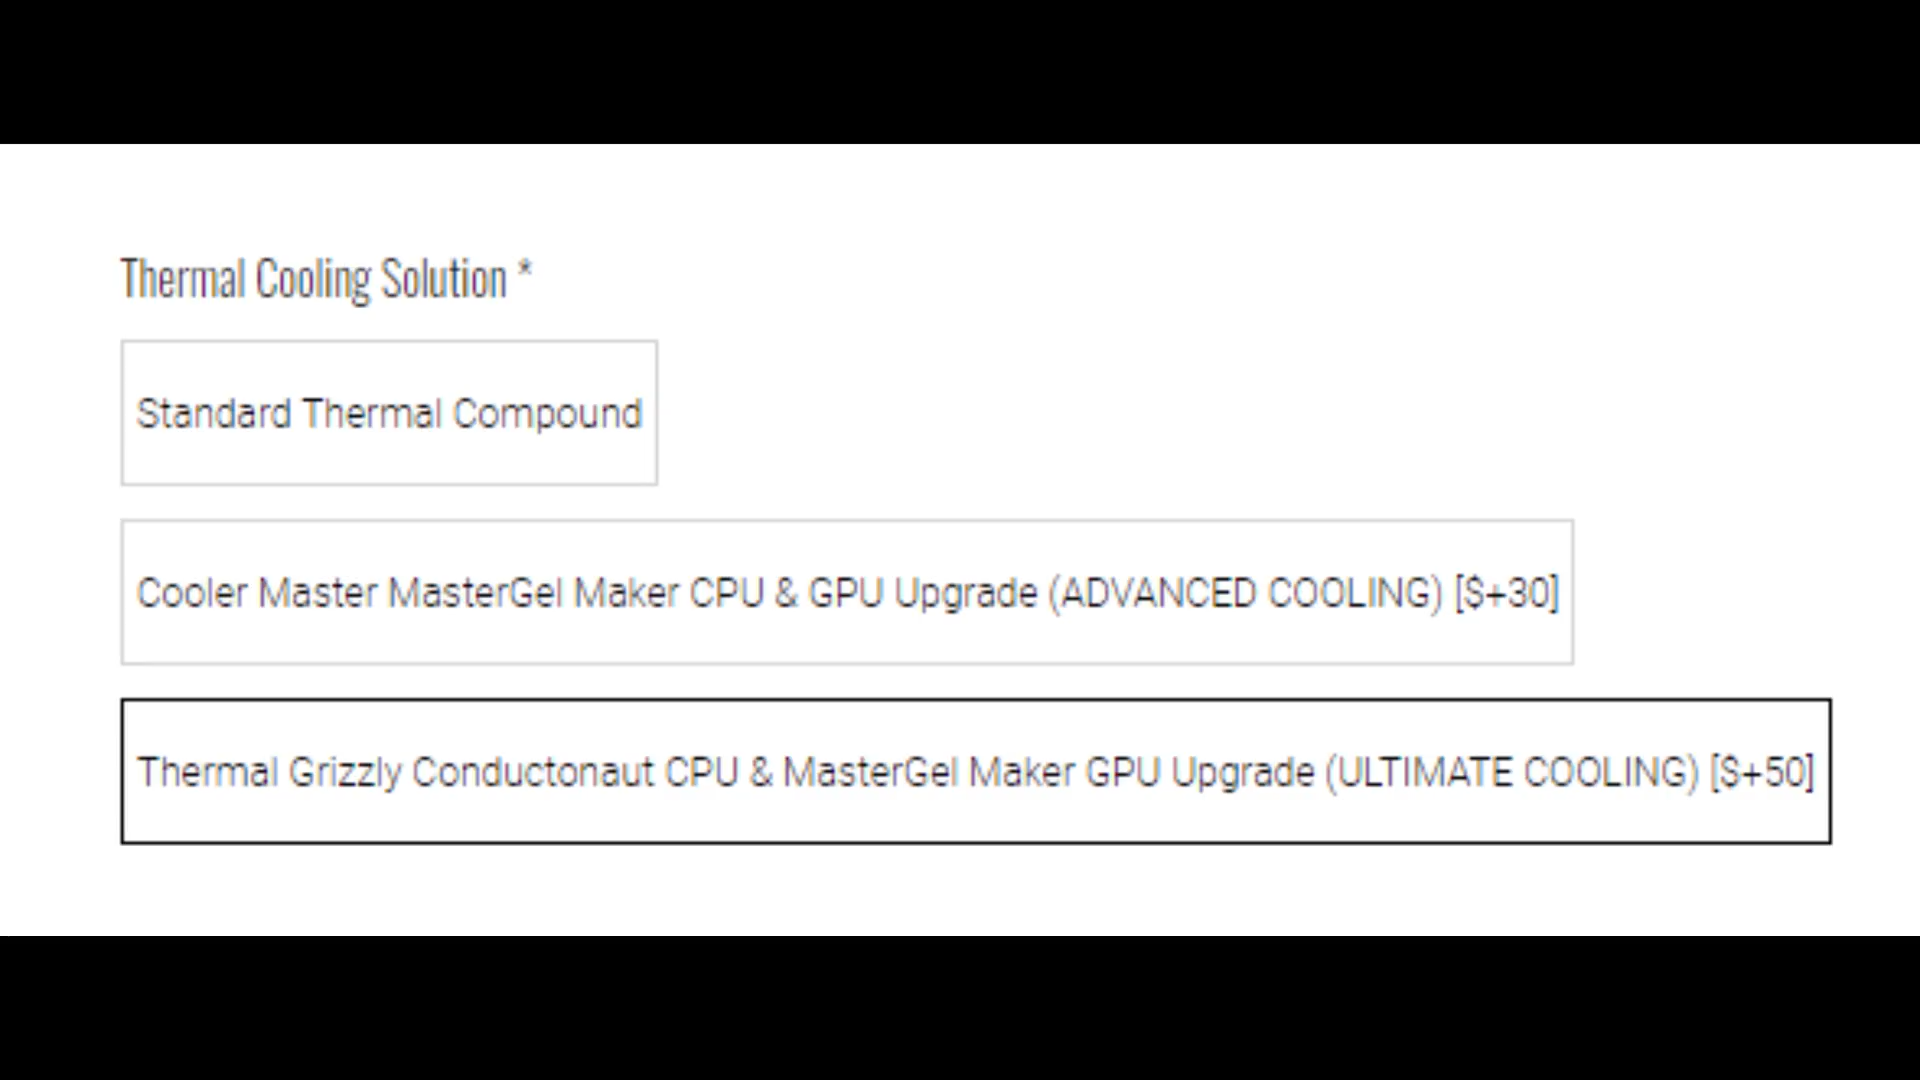 Thermal Cooling Solution *
Standard Thermal Compound
Cooler Master MasterGel Maker CPU & GPU Upgrade (ADVANCED COOLING) [$+30]
Thermal Grizzly Conductonaut CPU & MasterGel Maker GPU Upgrade (ULTIMATE COOLING) [$+50]